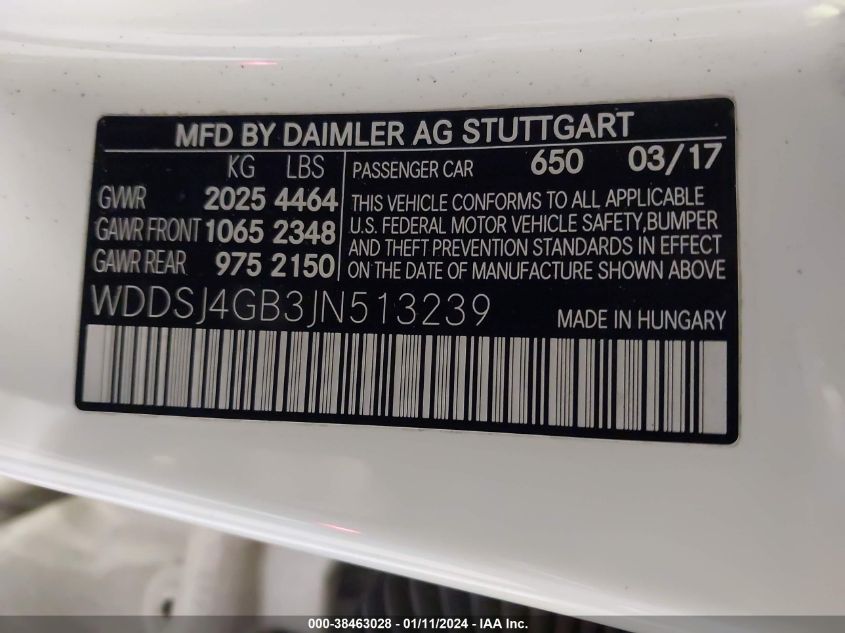 MFD BY DAIMLER AG STUTTGART
KG LBS
GVWR 2025 4464
GAWR FRONT 1065 2348
GAWR REAR 975 2150
PASSENGER CAR 650 03/17
THIS VEHICLE CONFORMS TO ALL APPLICABLE
U.S. FEDERAL MOTOR VEHICLE SAFETY,BUMPER
AND THEFT PREVENTION STANDARDS IN EFFECT
ON THE DATE OF MANUFACTURE SHOWN ABOVE
WDDSJ4GB3JN513239
MADE IN HUNGARY
000-38463028 - 01/11/2024 - IAA Inc.